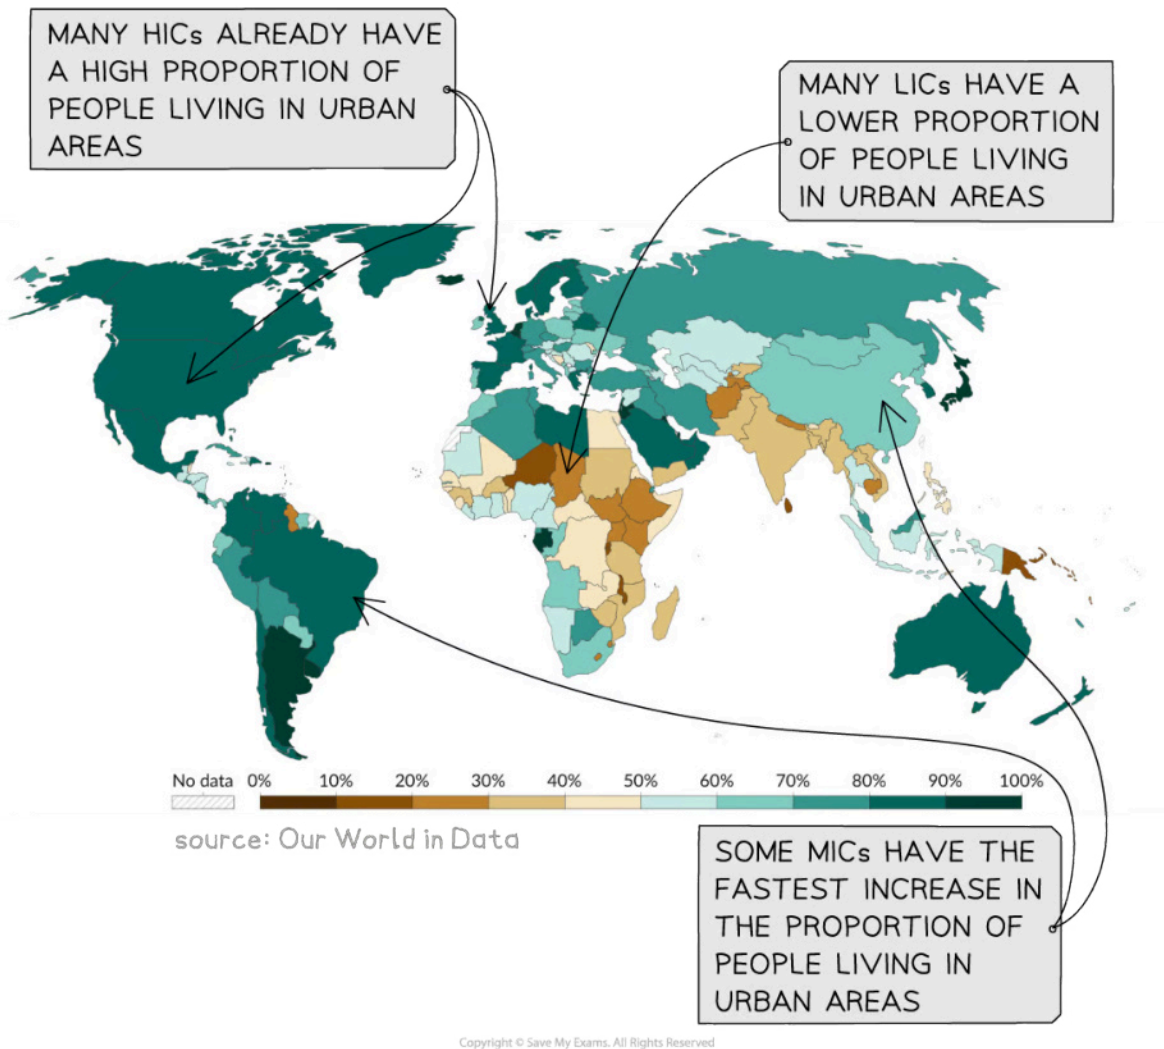 MANY HICs ALREADY HAVE
A HIGH PROPORTION OF
PEOPLE LIVING IN URBAN
AREAS
MANY LICs HAVE A
LOWER PROPORTION
OF PEOPLE LIVING
IN URBAN AREAS
No data 0% 10% 20% 30% 40% 50% 60% 70% 80% 90% 100%
source: Our World in Data
SOME MICs HAVE THE
FASTEST INCREASE IN
THE PROPORTION OF
PEOPLE LIVING IN
URBAN AREAS
Copyright © Save My Exams. All Rights Reserved